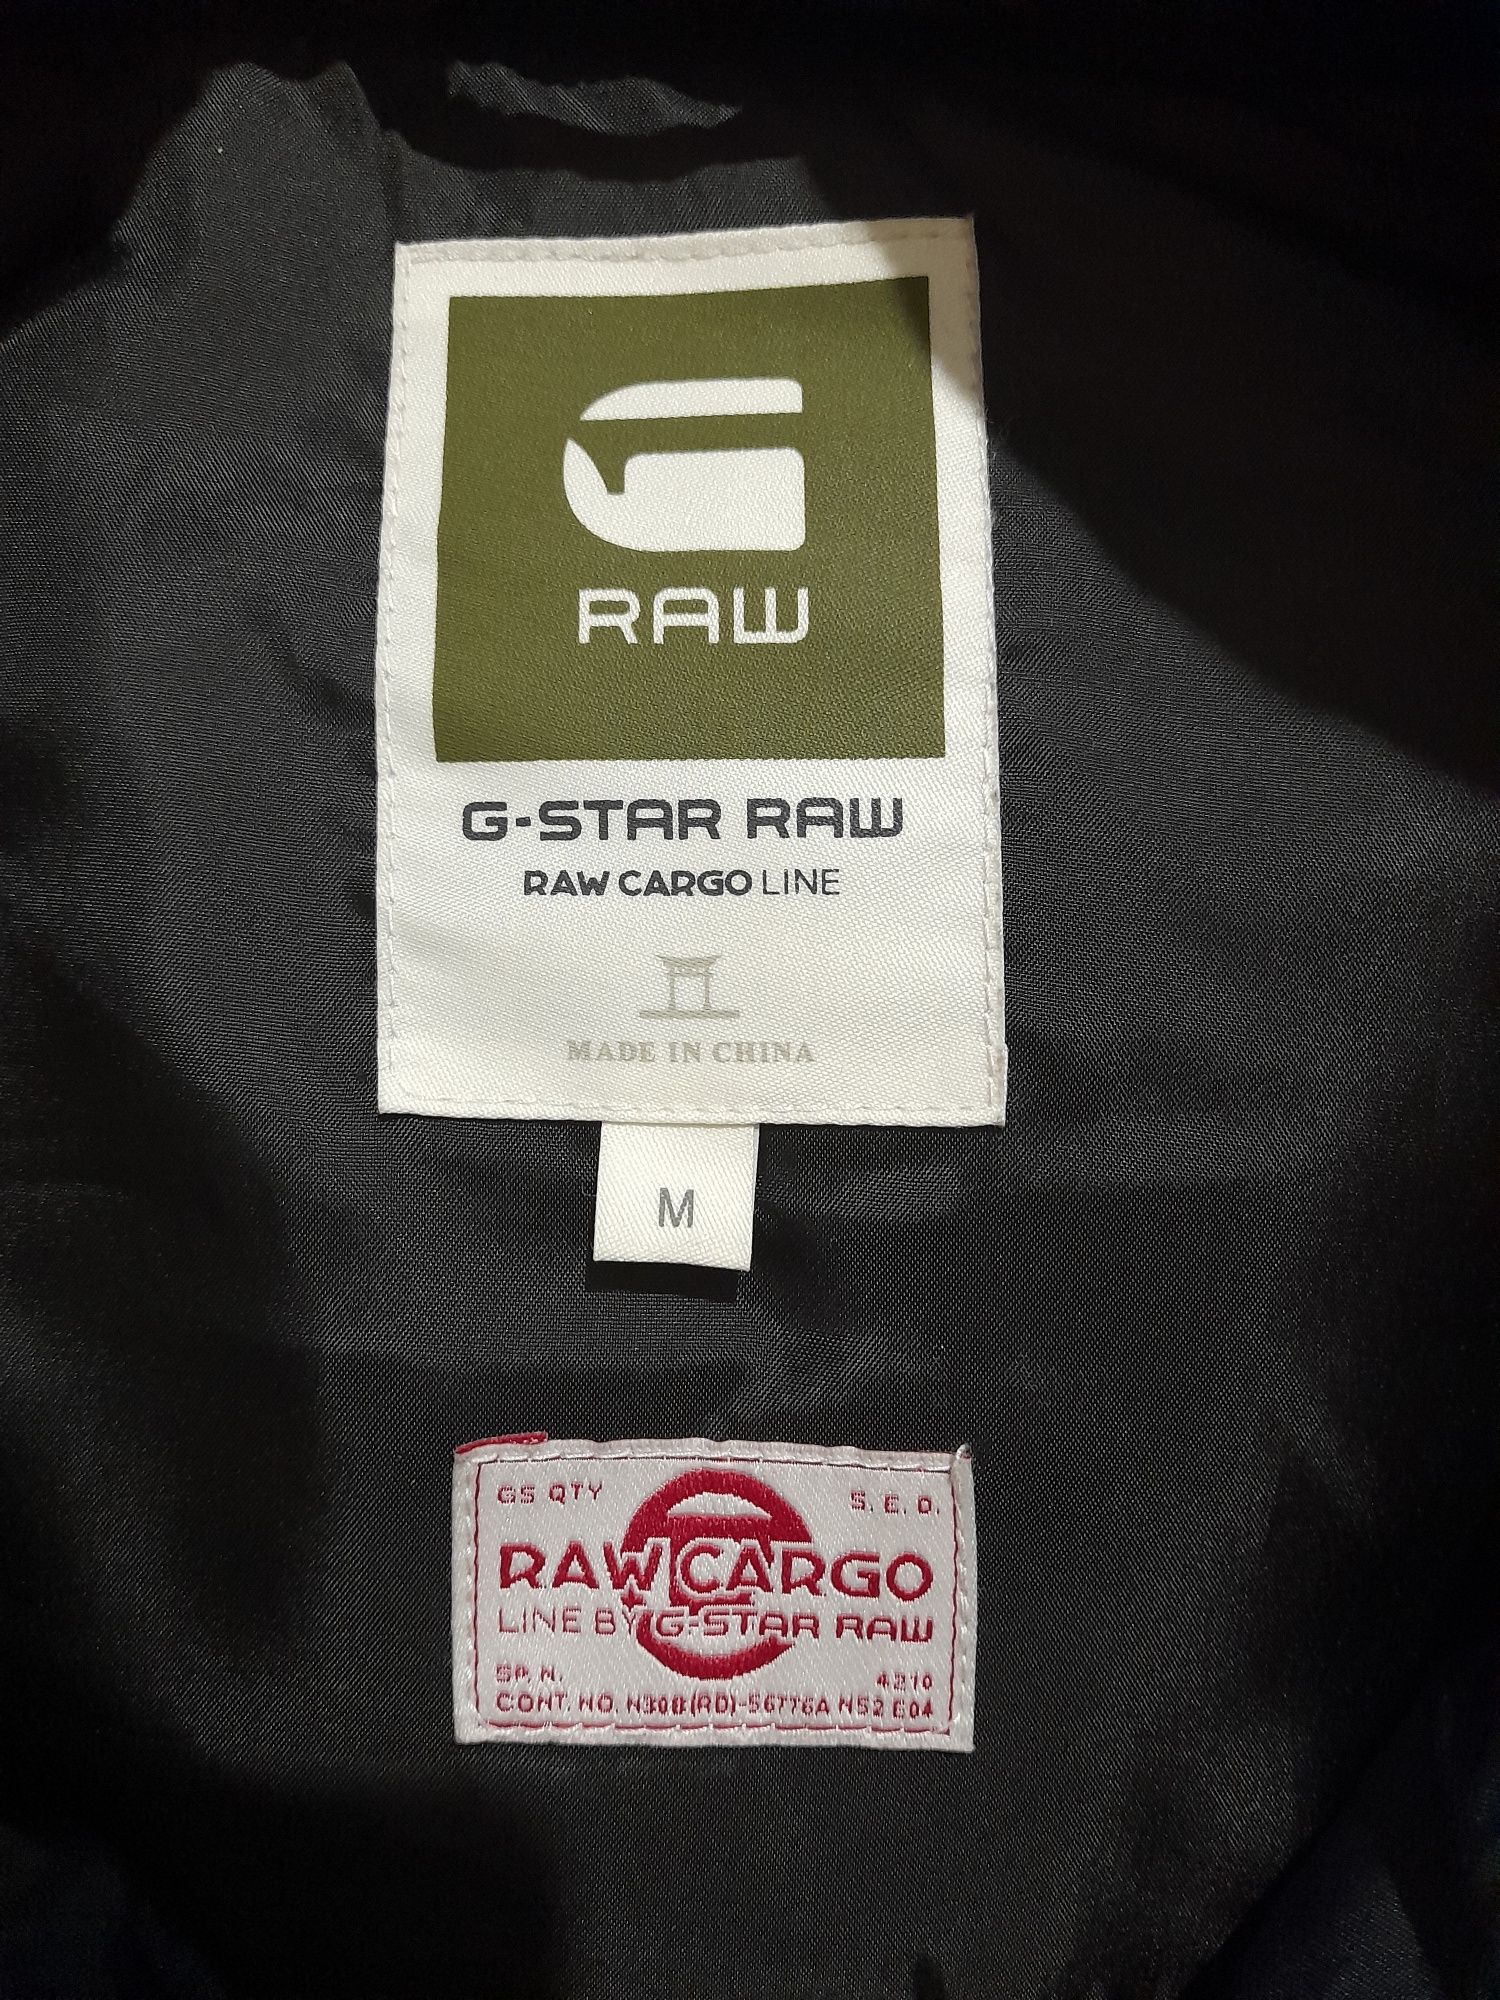 RAW
G-STAR RAW
RAW CARGO LINE
MADE IN CHINA
M
GS QTY S. E. D.
RAW CARGO
LINE BY G-STAR RAW
SP. N. 4210
CONT. NO. N308(RD)-56776A N52 E04